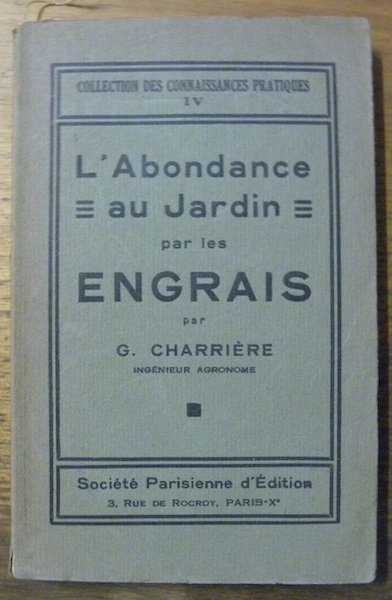 COLLECTION DES CONNAISSANCES PRATIQUES
IV
L'Abondance
au Jardin
par les
ENGRAIS
par
G. CHARRIÈRE
INGÉNIEUR AGRONOME
Société Parisienne d'Édition
3, RUE DE ROCROY, PARIS-Xe